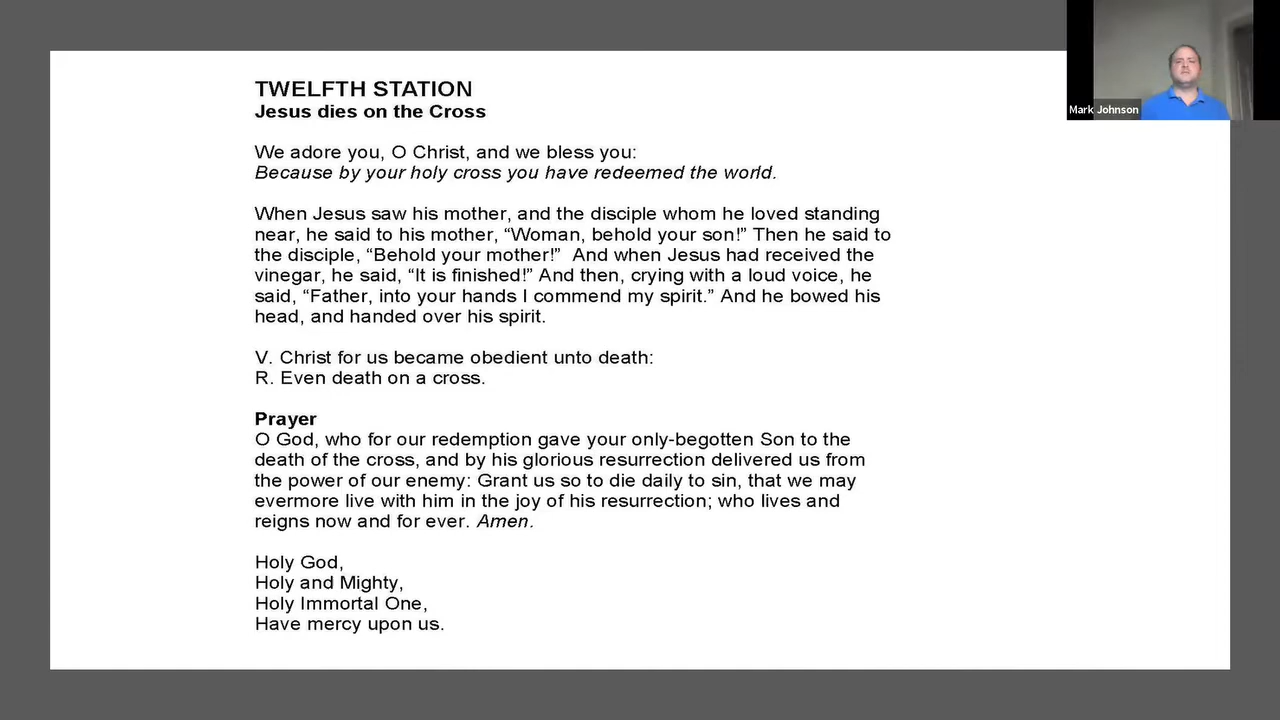 TWELFTH STATION
Jesus dies on the Cross
We adore you, O Christ, and we bless you:
Because by your holy cross you have redeemed the world.
When Jesus saw his mother, and the disciple whom he loved standing
near, he said to his mother, “Woman, behold your son!” Then he said to
the disciple, “Behold your mother!”  And when Jesus had received the
vinegar, he said, “It is finished!” And then, crying with a loud voice, he
said, “Father, into your hands I commend my spirit.” And he bowed his
head, and handed over his spirit.
V. Christ for us became obedient unto death:
R. Even death on a cross.
Prayer
O God, who for our redemption gave your only-begotten Son to the
death of the cross, and by his glorious resurrection delivered us from
the power of our enemy: Grant us so to die daily to sin, that we may
evermore live with him in the joy of his resurrection; who lives and
reigns now and for ever. Amen.
Holy God,
Holy and Mighty,
Holy Immortal One,
Have mercy upon us.
Mark Johnson